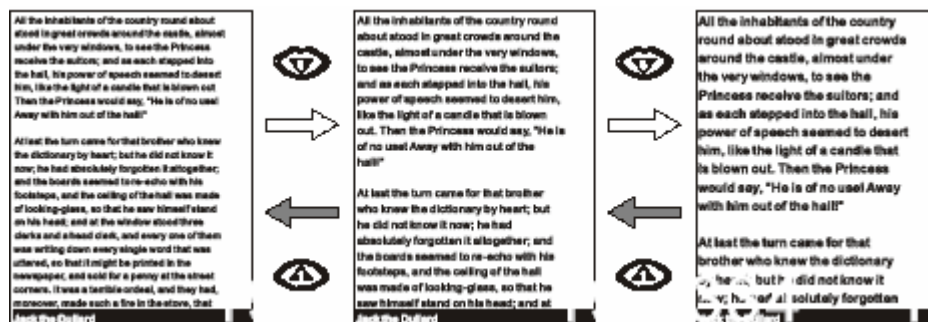 All the inhabitants of the country round about
stood in great crowds around the castle, almost
under the very windows, to see the Princess
receive the suitors; and as each stepped into
the hall, his power of speech seemed to desert
him, like the light of a candle that is blown out
Then the Princess would say, "He is of no use!
Away with him out of the hall!"
At last the turn came for that brother who knew
the dictionary by heart; but he did not know it
now; he had absolutely forgotten it altogether;
and the boards seemed to re-echo with his
footsteps, and the ceiling of the hall was made
of looking-glass, so that he saw himself stand
on his head; and at the window stood three
clerks and a head clerk, and every one of them
was writing down every single word that was
uttered, so that it might be printed in the
newspaper, and sold for a penny at the street
corners. It was a terrible ordeal, and they had,
moreover, made such a fire in the stove, that
Jack the Dullard
All the inhabitants of the country round
about stood in great crowds around the
castle, almost under the very windows,
to see the Princess receive the suitors;
and as each stepped into the hall, his
power of speech seemed to desert him,
like the light of a candle that is blown
out. Then the Princess would say, "He is
of no use! Away with him out of the
hall!"
At last the turn came for that brother
who knew the dictionary by heart; but
he did not know it now; he had
absolutely forgotten it altogether; and
the boards seemed to re-echo with his
footsteps, and the ceiling of the hall
was made of looking-glass, so that he
saw himself stand on his head; and at
Jack the Dullard
All the inhabitants of the country
round about stood in great crowds
around the castle, almost under
the very windows, to see the
Princess receive the suitors; and
as each stepped into the hall, his
power of speech seemed to desert
him, like the light of a candle that
is blown out. Then the Princess
would say, "He is of no use! Away
with him out of the hall!"
At last the turn came for that
brother who knew the dictionary
but he did not know it
forgotten